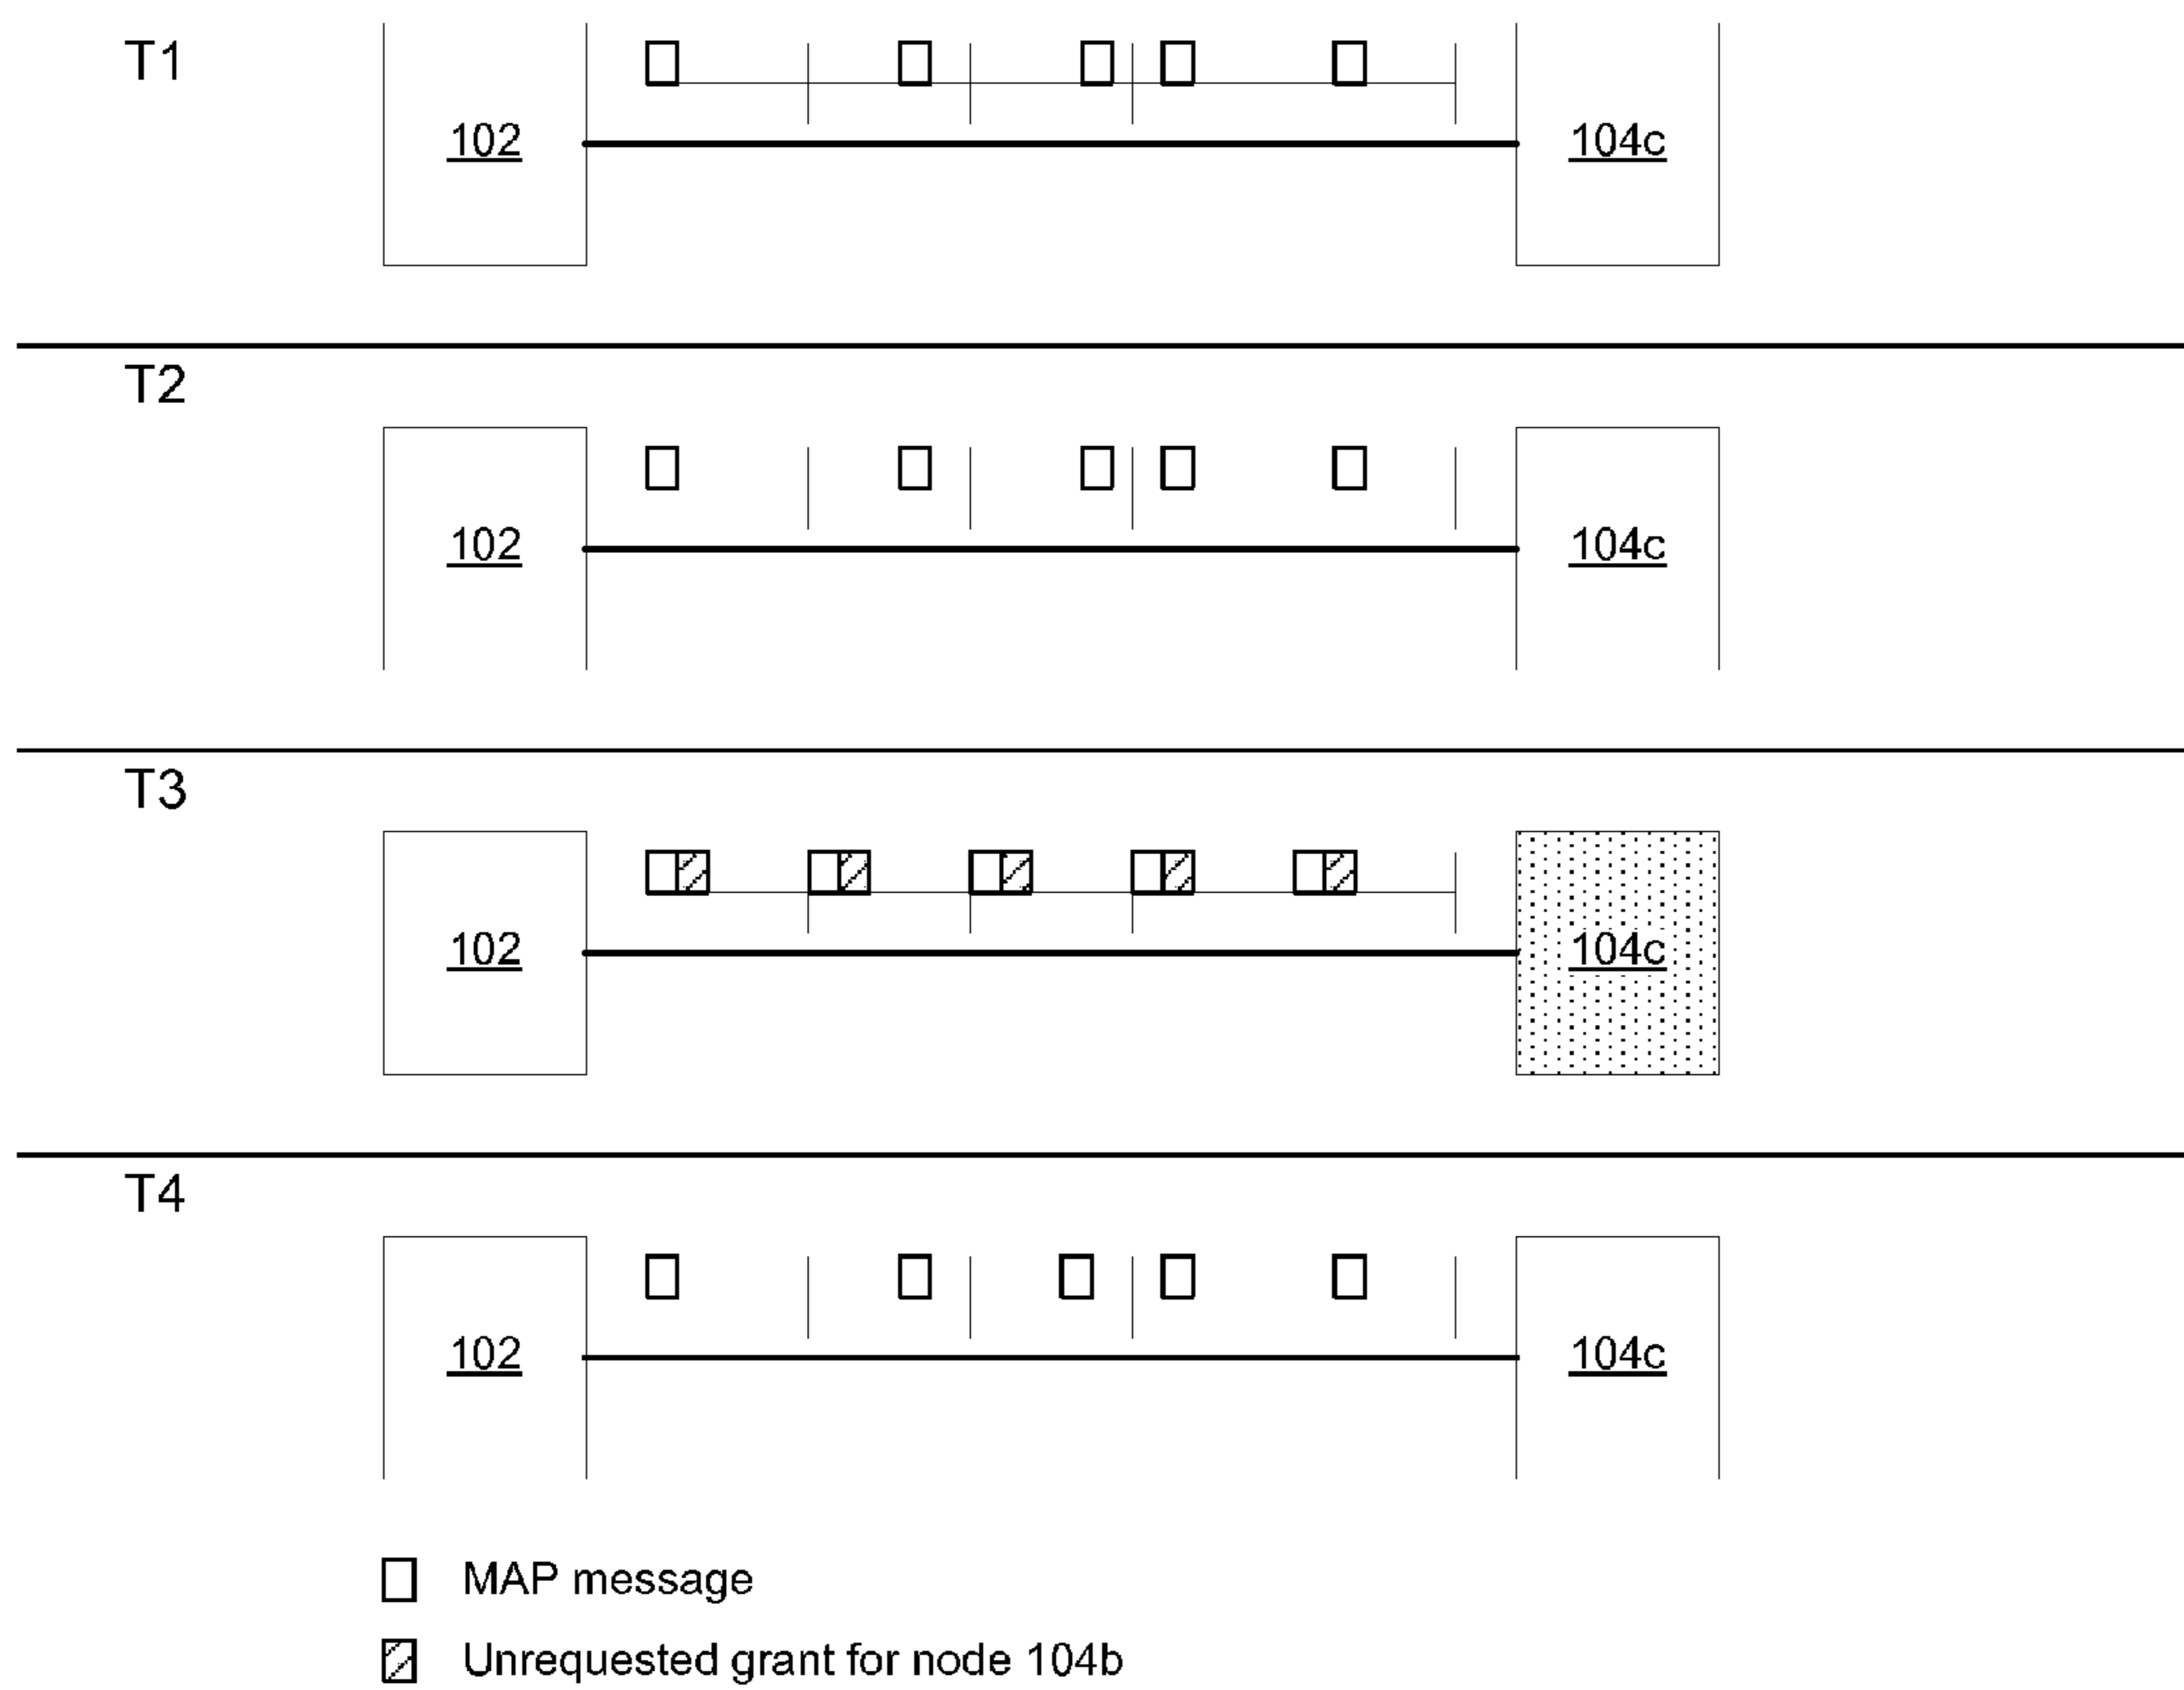 T1
102
104c
T2
102
104c
T3
102
104c
T4
102
104c
MAP message
Unrequested grant for node 104b